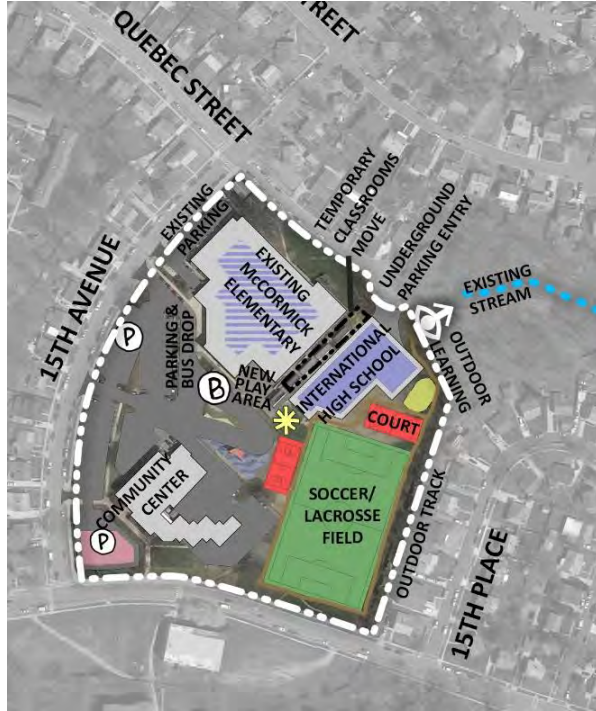 STREET
QUEBEC STREET
15TH AVENUE
EXISTING
PARKING
TEMPORARY
CLASSROOMS
MOVE
UNDERGROUND
PARKING ENTRY
EXISTING
STREAM
EXISTING
McCORMICK
ELEMENTARY
PARKING &
BUS DROP
P
B
NEW
PLAY
AREA
INTERNATIONAL
HIGH SCHOOL
OUTDOOR
LEARNING
COURT
COMMUNITY
CENTER
P
SOCCER/
LACROSSE
FIELD
OUTDOOR TRACK
15TH PLACE